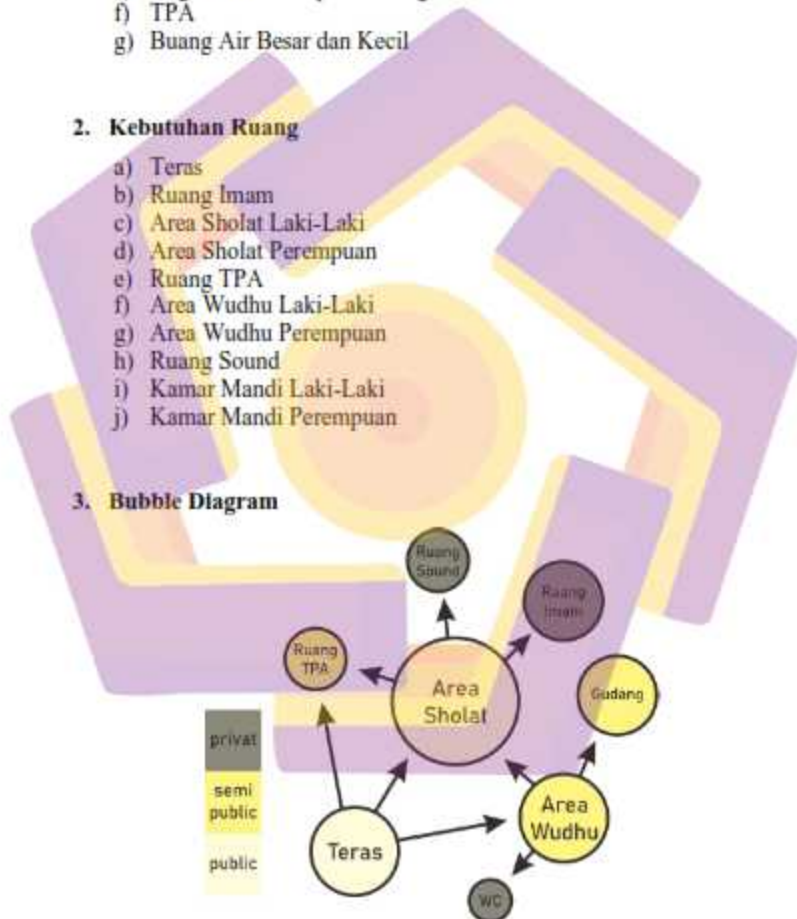 f) TPA
g) Buang Air Besar dan Kecil
2. Kebutuhan Ruang
a) Teras
b) Ruang Imam
c) Area Sholat Laki-Laki
d) Area Sholat Perempuan
e) Ruang TPA
f) Area Wudhu Laki-Laki
g) Area Wudhu Perempuan
h) Ruang Sound
i) Kamar Mandi Laki-Laki
j) Kamar Mandi Perempuan
3. Bubble Diagram
Ruang
Sound
Ruang
Imam
Ruang
TPA
Area
Sholat
Gudang
privat
semi
public
public
Teras
Area
Wudhu
WC